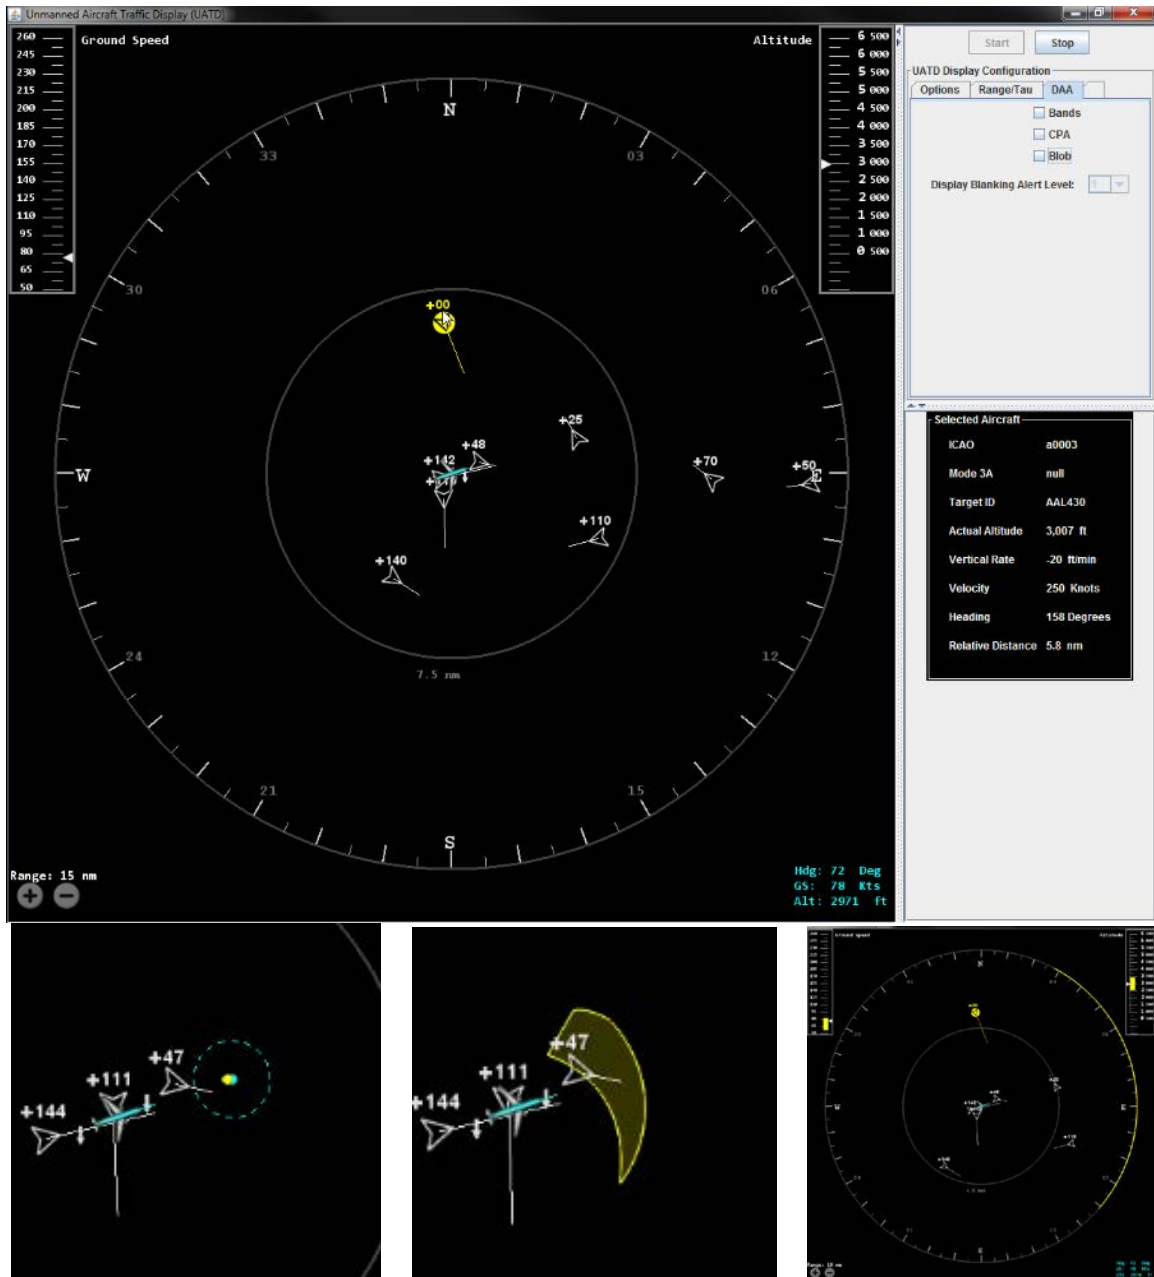 Unmanned Aircraft Traffic Display (UATD)
Ground Speed
Altitude
260
245
230
215
200
185
170
155
140
125
110
95
80
65
50
6 500
6 000
5 500
5 000
4 500
4 000
3 500
3 000
2 500
2 000
1 500
1 000
0 500
N
33
03
30
06
W
E
24
12
21
15
S
+00
+25
+48
+142
+70
+50
+110
+140
7.5 nm
Range: 15 nm
Hdg: 72 Deg
GS: 78 Kts
Alt: 2971 ft
Start
Stop
UATD Display Configuration
Options
Range/Tau
DAA
Bands
CPA
Blob
Display Blanking Alert Level:
1
Selected Aircraft
ICAO a0003
Mode 3A null
Target ID AAL430
Actual Altitude 3,007 ft
Vertical Rate -20 ft/min
Velocity 250 Knots
Heading 158 Degrees
Relative Distance 5.8 nm
+47
+111
+144
+47
+111
+144
Ground Speed
Altitude
N
W
E
S